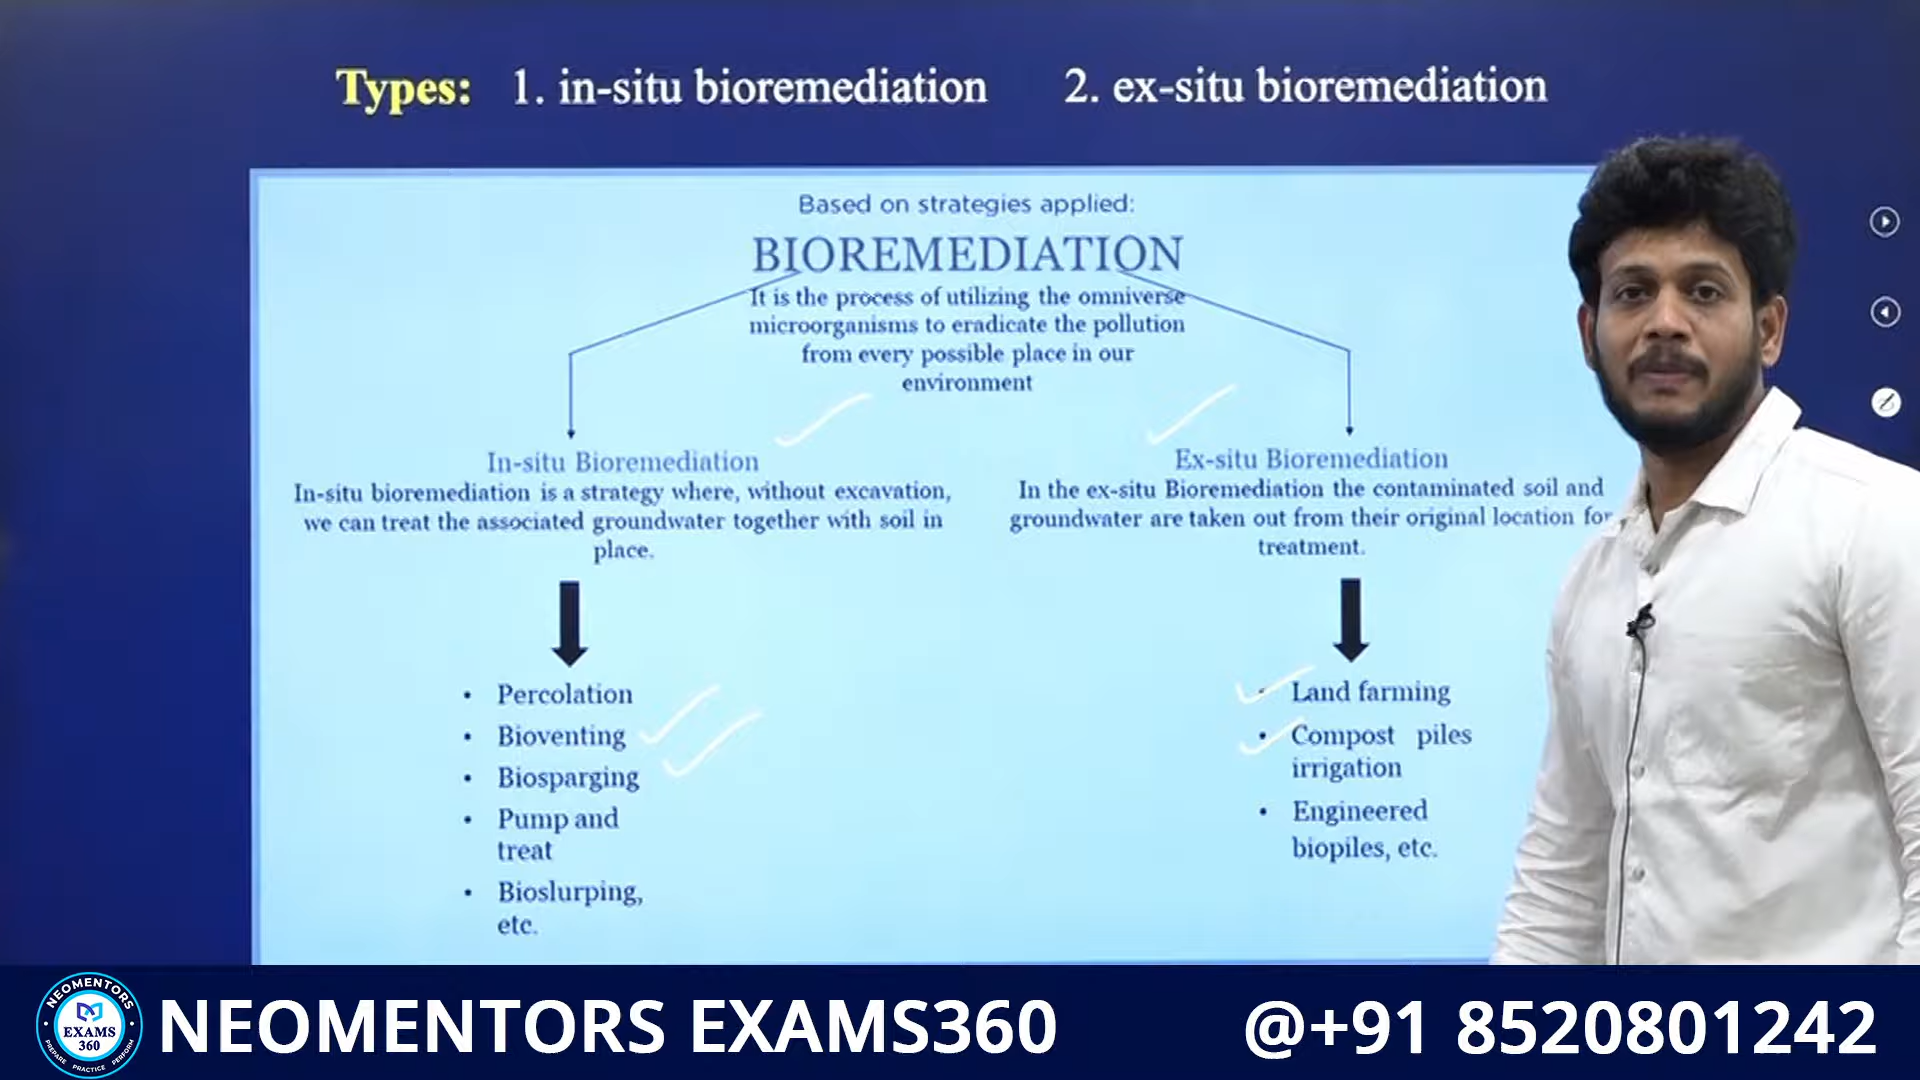 Types: 1. in-situ bioremediation 2. ex-situ bioremediation
Based on strategies applied:
BIOREMEDIATION
It is the process of utilizing the omniverse
microorganisms to eradicate the pollution
from every possible place in our
environment
In-situ Bioremediation
In-situ bioremediation is a strategy where, without excavation,
we can treat the associated groundwater together with soil in
place.
• Percolation
• Bioventing
• Biosparging
• Pump and
treat
• Bioslurping,
etc.
Ex-situ Bioremediation
In the ex-situ Bioremediation the contaminated soil and
groundwater are taken out from their original location for
treatment.
• Land farming
• Compost piles
irrigation
• Engineered
biopiles, etc.
NEOMENTORS
EXAMS
360
PREPARE PRACTICE PERFORM
NEOMENTORS EXAMS360 @+91 8520801242